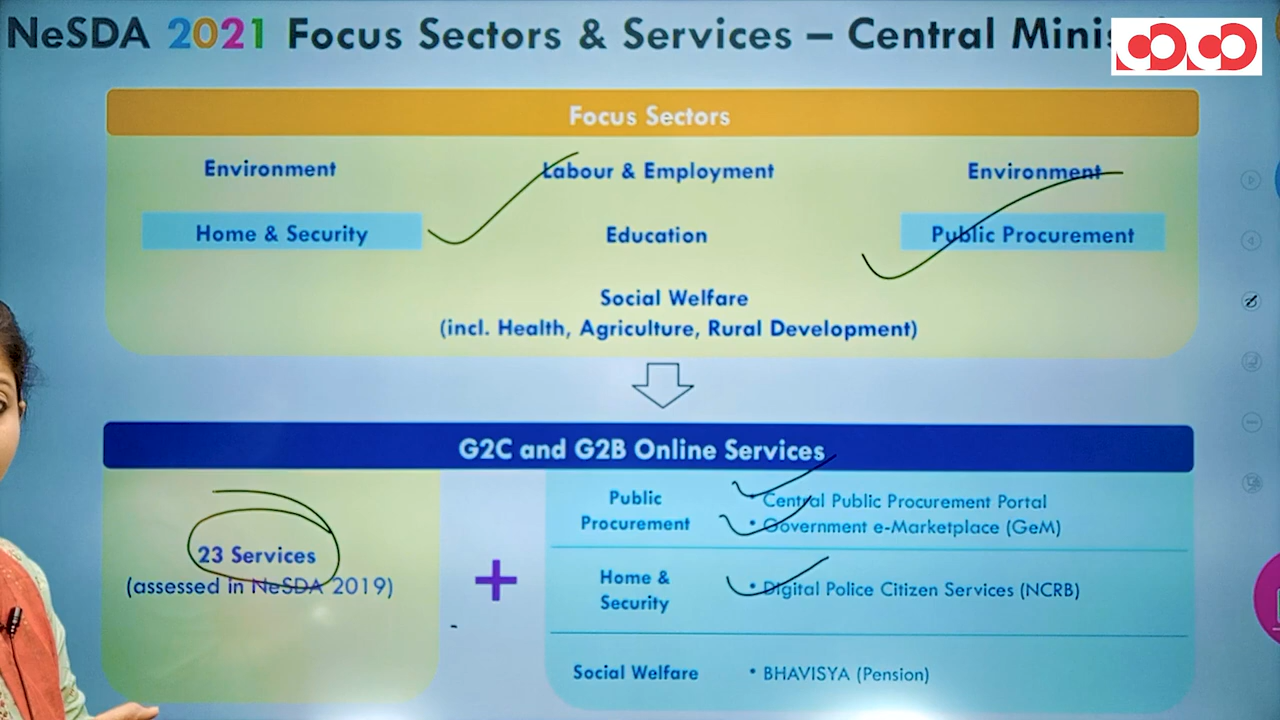 NeSDA 2021 Focus Sectors & Services – Central Minis
Focus Sectors
Environment
Labour & Employment
Environment
Home & Security
Education
Public Procurement
Social Welfare
(incl. Health, Agriculture, Rural Development)
G2C and G2B Online Services
23 Services
(assessed in NeSDA 2019)
+
Public
Procurement
• Central Public Procurement Portal
• Government e-Marketplace (GeM)
Home &
Security
• Digital Police Citizen Services (NCRB)
Social Welfare
• BHAVISYA (Pension)